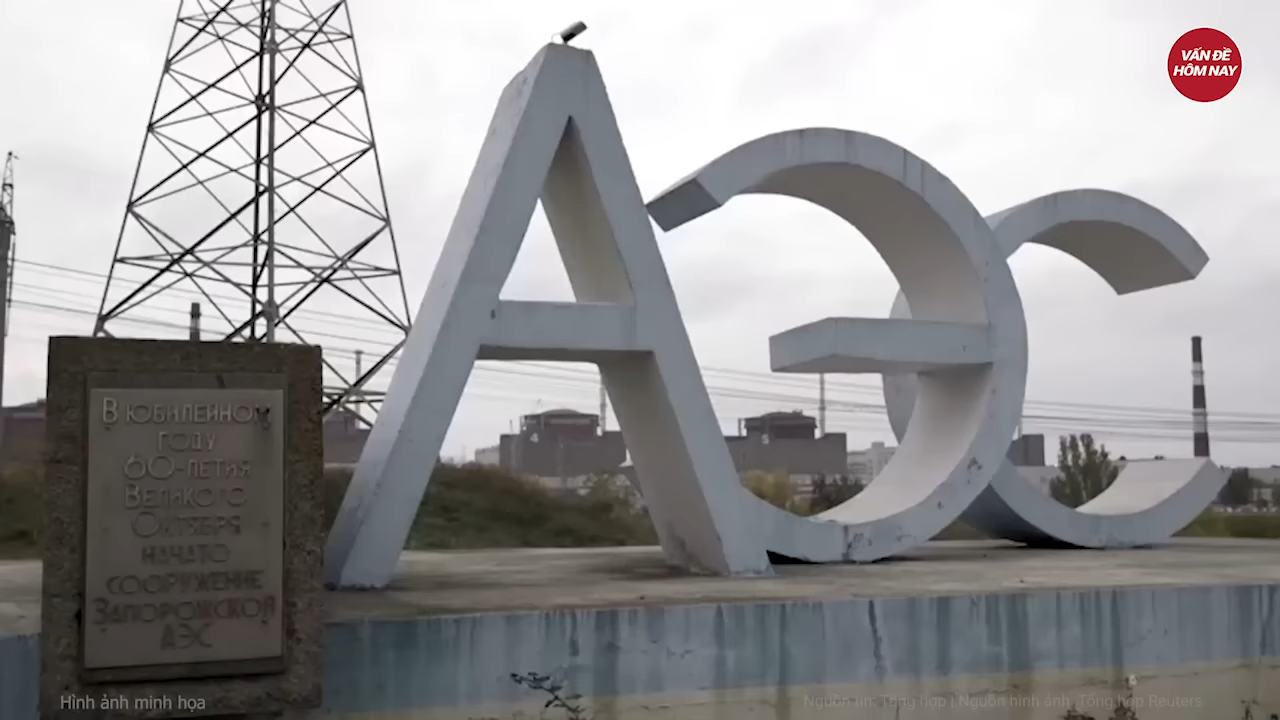 VẤN ĐỀ
HÔM NAY
АЭС
В ЮБИЛЕЙНОМ
ГОДУ
60-ЛЕТИЯ
ВЕЛИКОГО
ОКТЯБРЯ
НАЧАТО
СООРУЖЕНИЕ
ЗАПОРОЖСКОЙ
АЭС
Hình ảnh minh họa
Nguồn tin: Tổng hợp | Nguồn hình ảnh: Tổng hợp Reuters